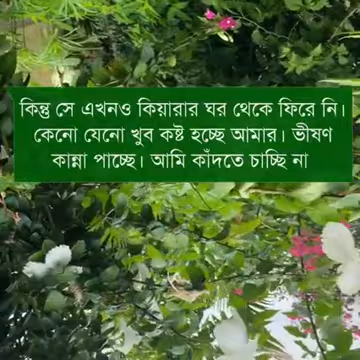 কিন্তু সে এখনও কিয়ারার ঘর থেকে ফিরে নি।
কেনো যেনো খুব কষ্ট হচ্ছে আমার। ভীষণ
কান্না পাচ্ছে। আমি কাঁদতে চাচ্ছি না